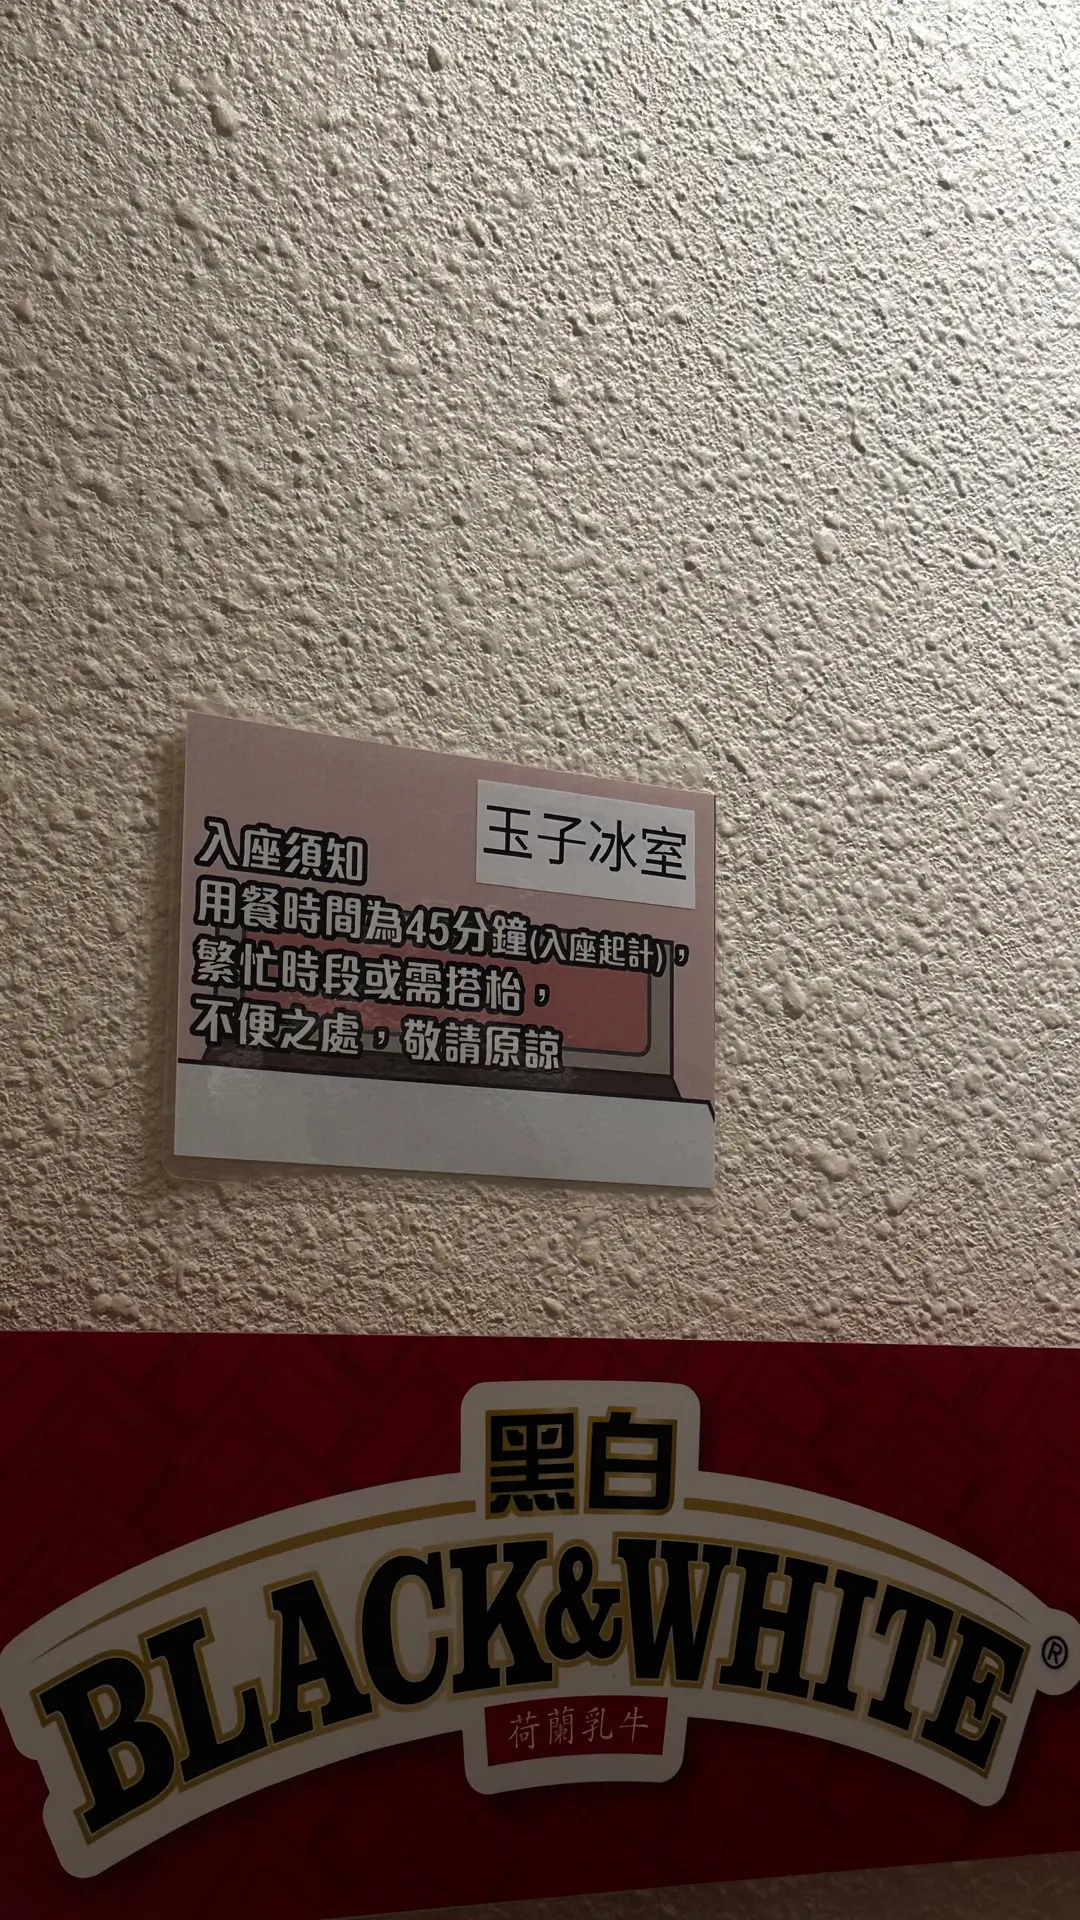 玉子冰室
入座須知
用餐時間為45分鐘(入座起計)，
繁忙時段或需搭枱，
不便之處，敬請原諒
黑白
BLACK&WHITE®
荷蘭乳牛